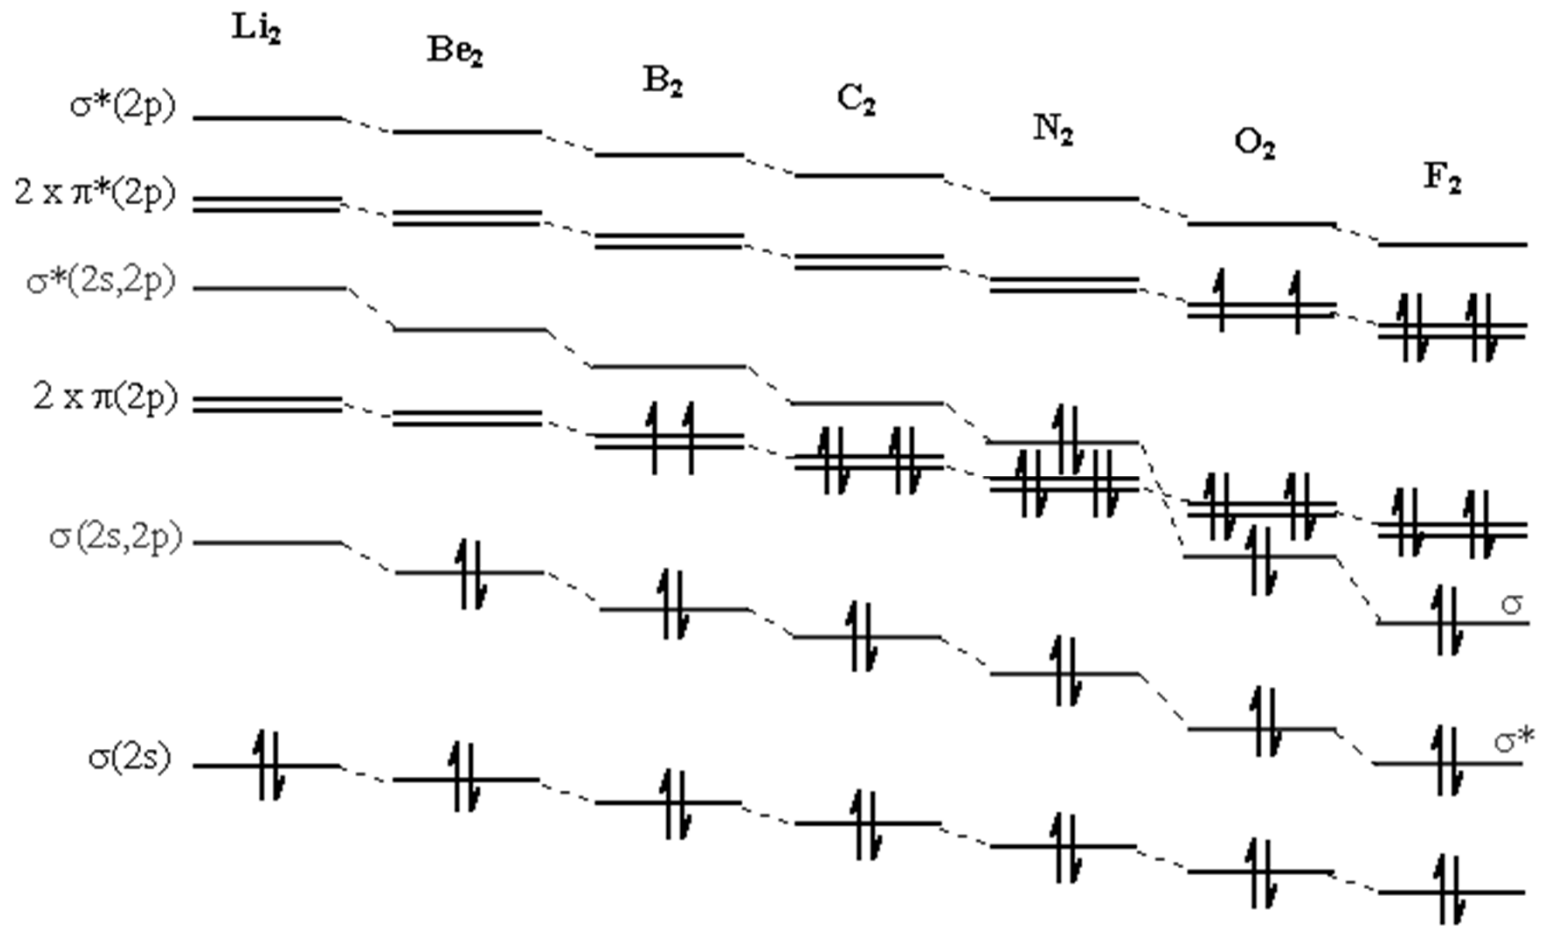 Li₂
Be₂
B₂
C₂
N₂
O₂
F₂
σ*(2p)
2 x π*(2p)
σ*(2s,2p)
2 x π(2p)
σ(2s,2p)
σ
σ*
σ(2s)